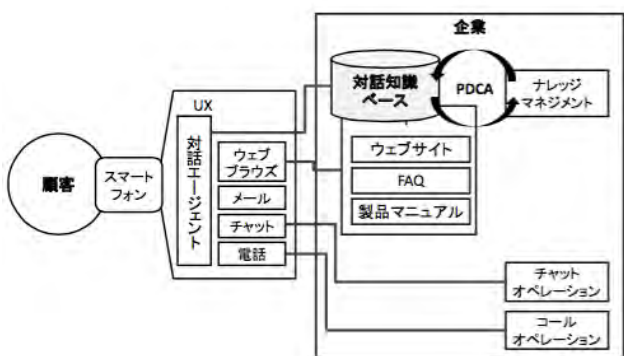 企業
対話知識
ベース
PDCA
ナレッジ
マネジメント
UX
対話エージェント
ウェブ
ブラウズ
メール
チャット
電話
顧客
スマート
フォン
ウェブサイト
FAQ
製品マニュアル
チャット
オペレーション
コール
オペレーション